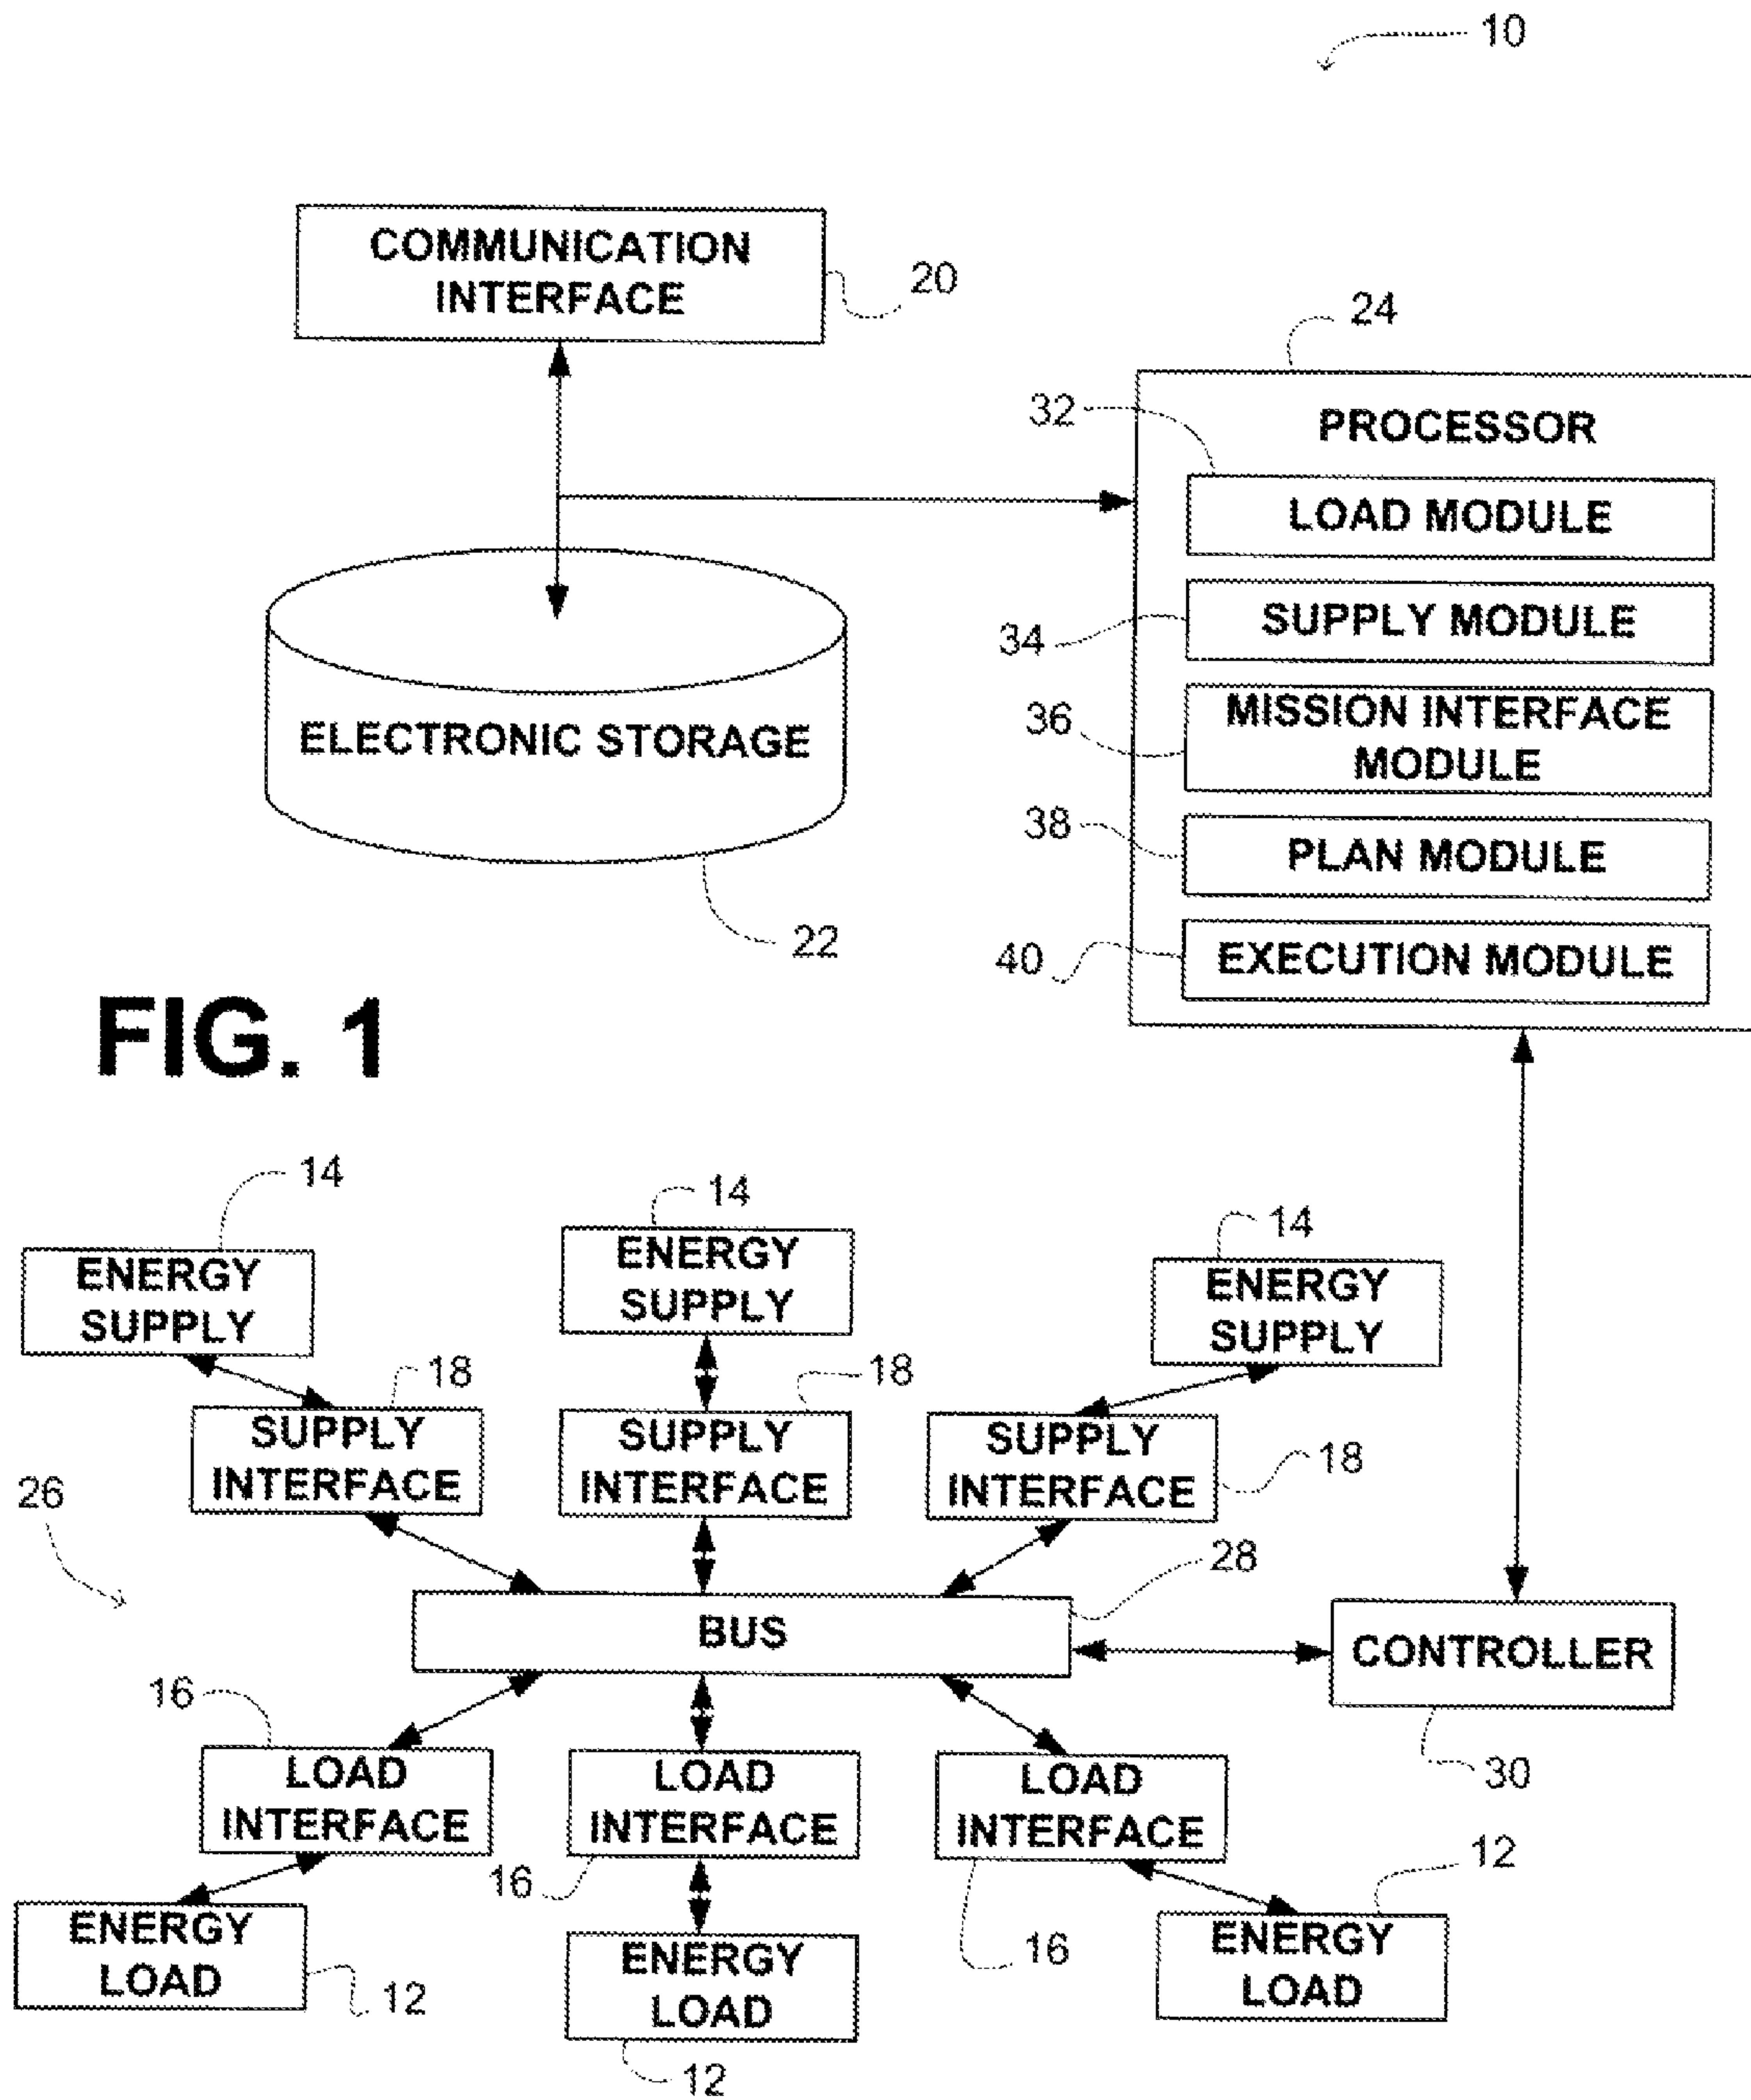 10
COMMUNICATION
INTERFACE
20
24
PROCESSOR
32
LOAD MODULE
34
SUPPLY MODULE
36
MISSION INTERFACE
MODULE
38
PLAN MODULE
40
EXECUTION MODULE
ELECTRONIC STORAGE
22
FIG. 1
14
ENERGY
SUPPLY
14
ENERGY
SUPPLY
14
ENERGY
SUPPLY
18
SUPPLY
INTERFACE
18
SUPPLY
INTERFACE
18
SUPPLY
INTERFACE
26
28
BUS
CONTROLLER
30
16
LOAD
INTERFACE
16
LOAD
INTERFACE
16
LOAD
INTERFACE
12
ENERGY
LOAD
12
ENERGY
LOAD
12
ENERGY
LOAD